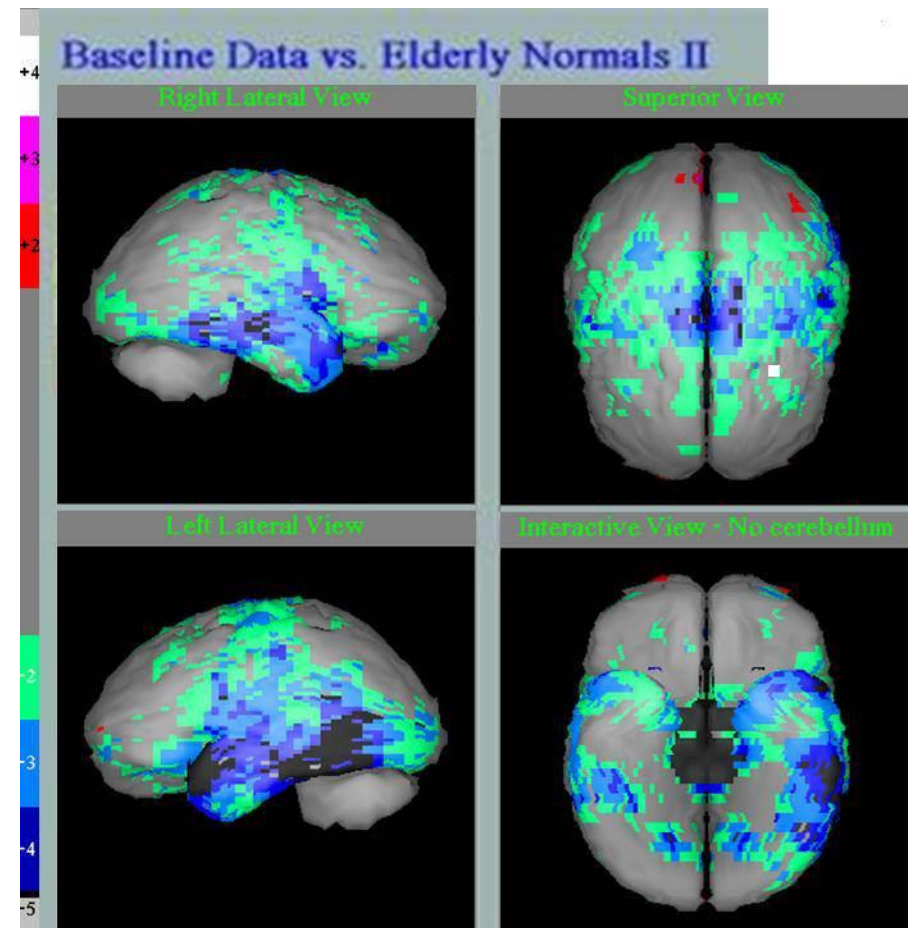 Baseline Data vs. Elderly Normals II
Right Lateral View
Superior View
Left Lateral View
Interactive View - No cerebellum
+4
+3
+2
-2
-3
-4
-5